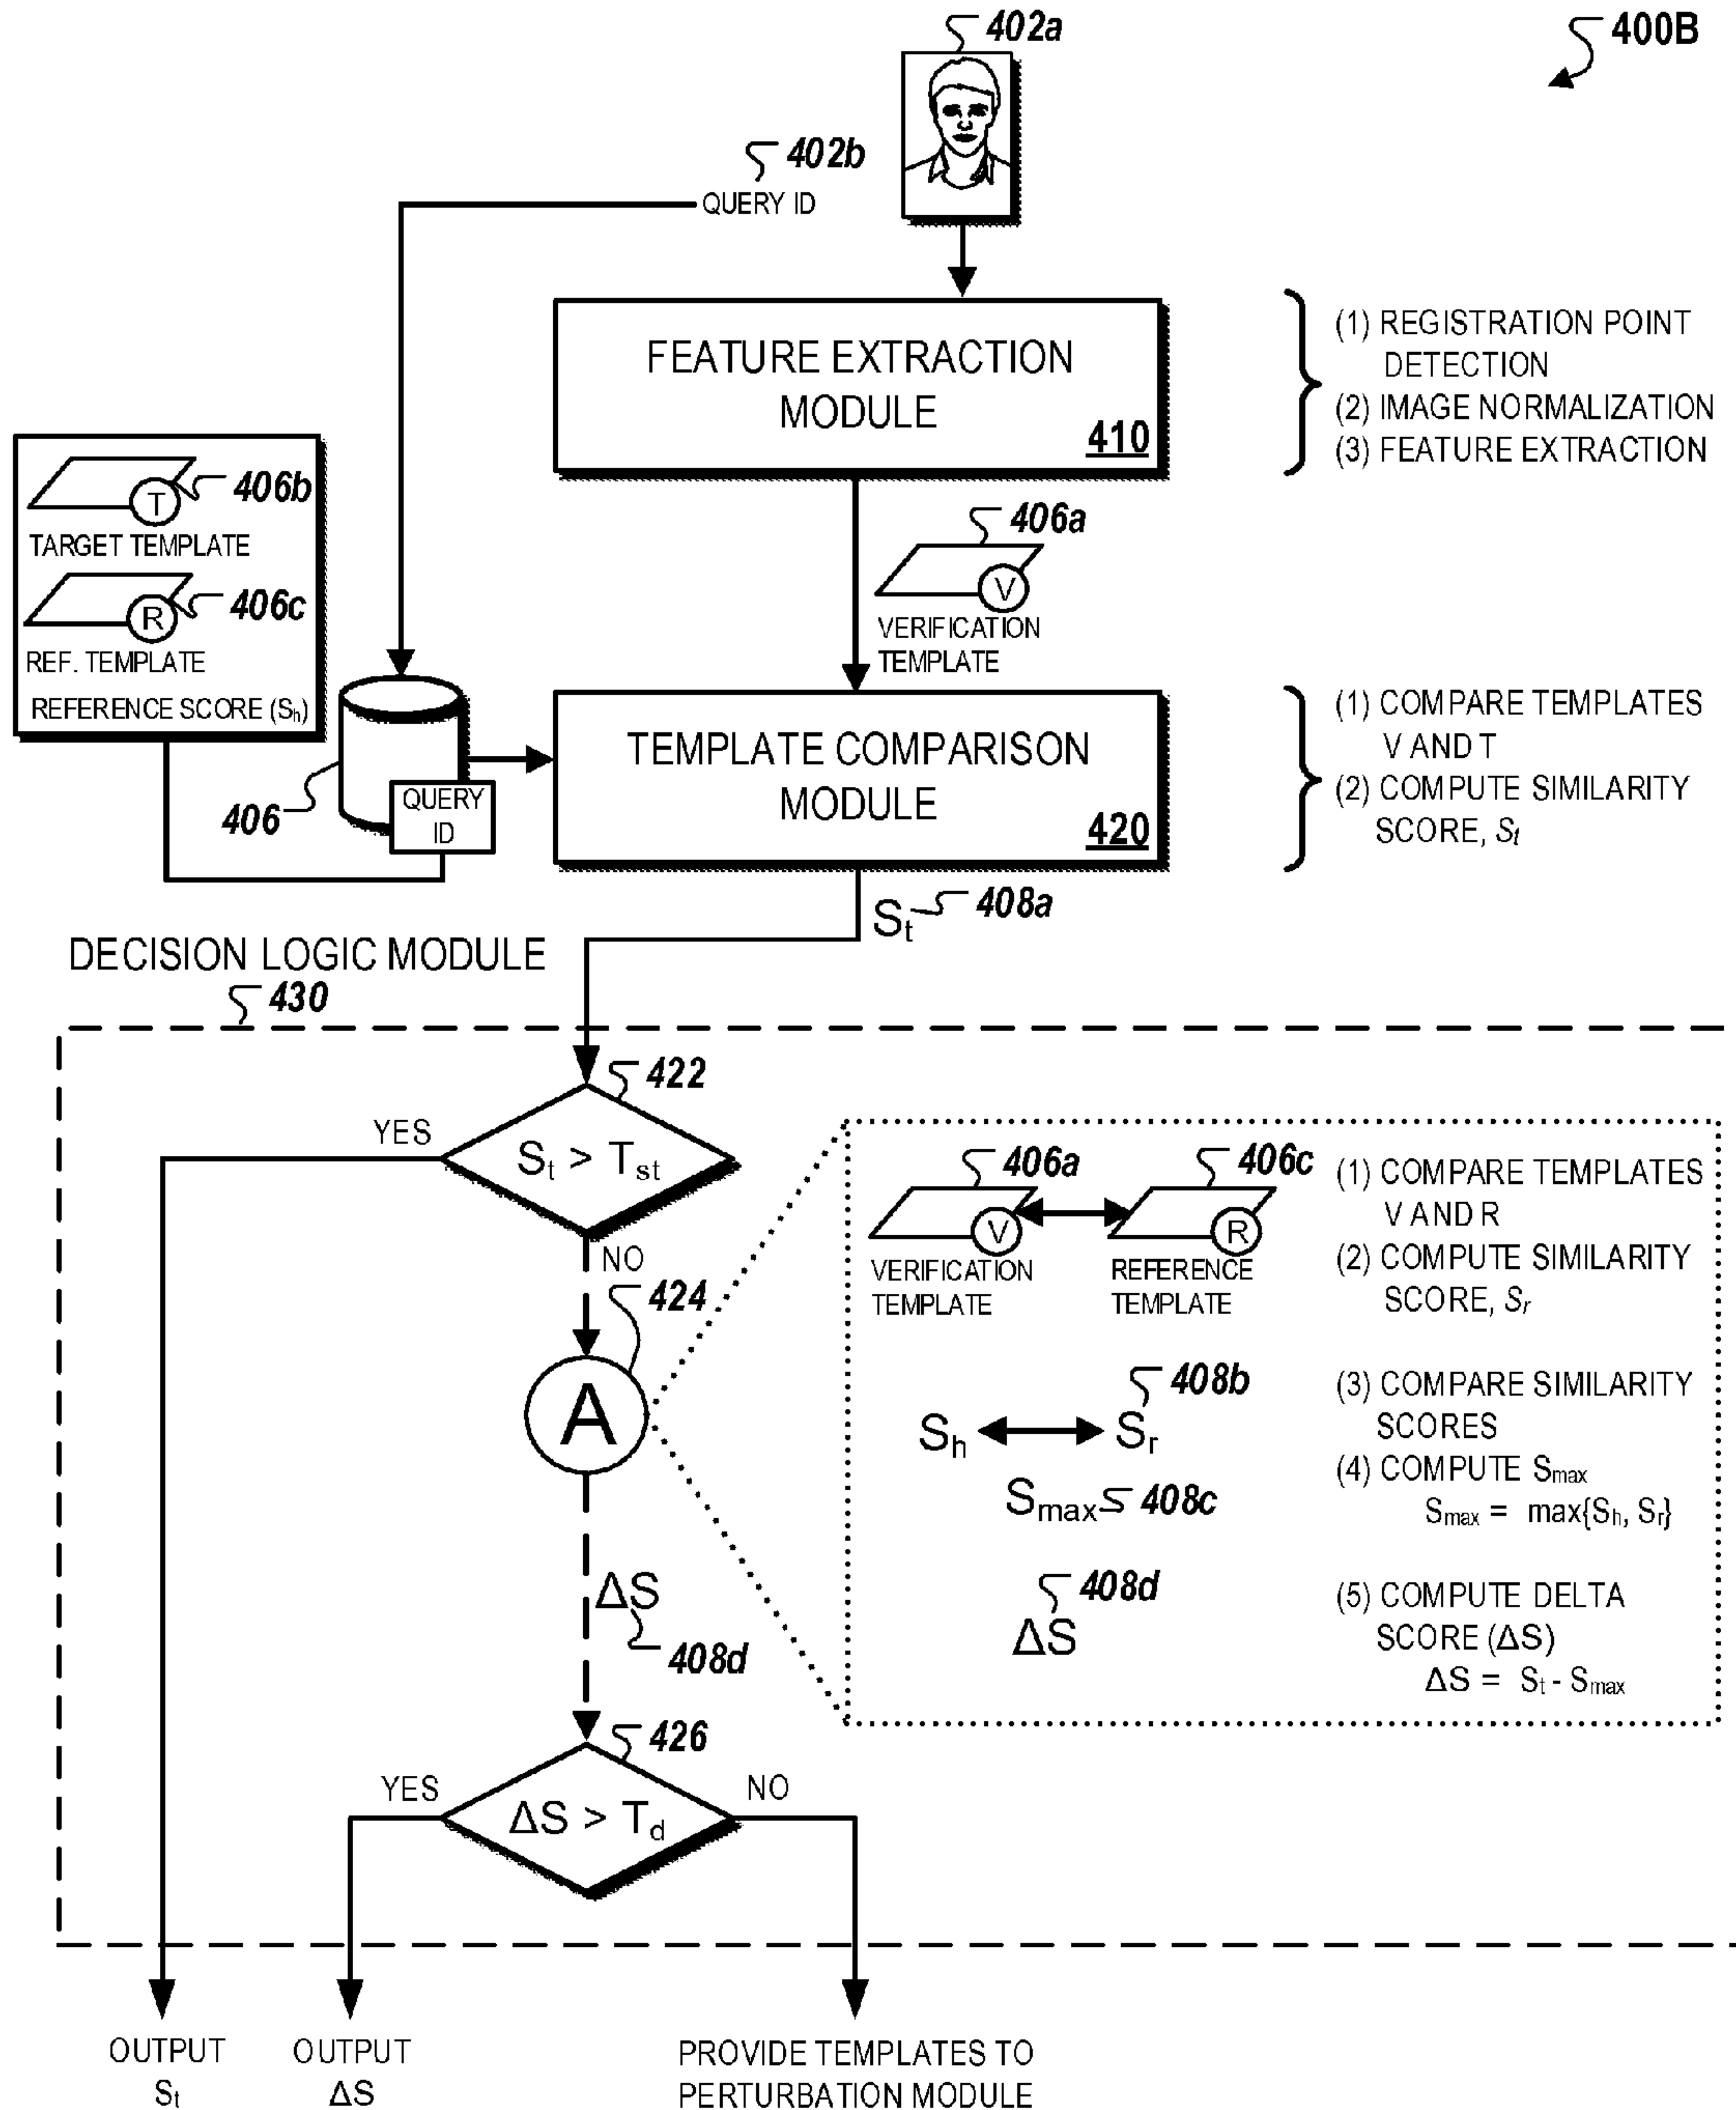 402a
400B
402b
QUERY ID
FEATURE EXTRACTION
MODULE
410
(1) REGISTRATION POINT
DETECTION
(2) IMAGE NORMALIZATION
(3) FEATURE EXTRACTION
T
406b
TARGET TEMPLATE
R
406c
REF. TEMPLATE
REFERENCE SCORE (Sh)
406a
V
VERIFICATION
TEMPLATE
406
QUERY
ID
TEMPLATE COMPARISON
MODULE
420
(1) COMPARE TEMPLATES
V AND T
(2) COMPUTE SIMILARITY
SCORE, St
St
408a
DECISION LOGIC MODULE
430
422
YES
St > Tst
NO
424
A
ΔS
408d
426
YES
ΔS > Td
NO
406a
V
VERIFICATION
TEMPLATE
406c
R
REFERENCE
TEMPLATE
(1) COMPARE TEMPLATES
V AND R
(2) COMPUTE SIMILARITY
SCORE, Sr
408b
Sh Sr
(3) COMPARE SIMILARITY
SCORES
Smax 408c
(4) COMPUTE Smax
Smax = max{Sh, Sr}
408d
ΔS
(5) COMPUTE DELTA
SCORE (ΔS)
ΔS = St - Smax
OUTPUT
St
OUTPUT
ΔS
PROVIDE TEMPLATES TO
PERTURBATION MODULE